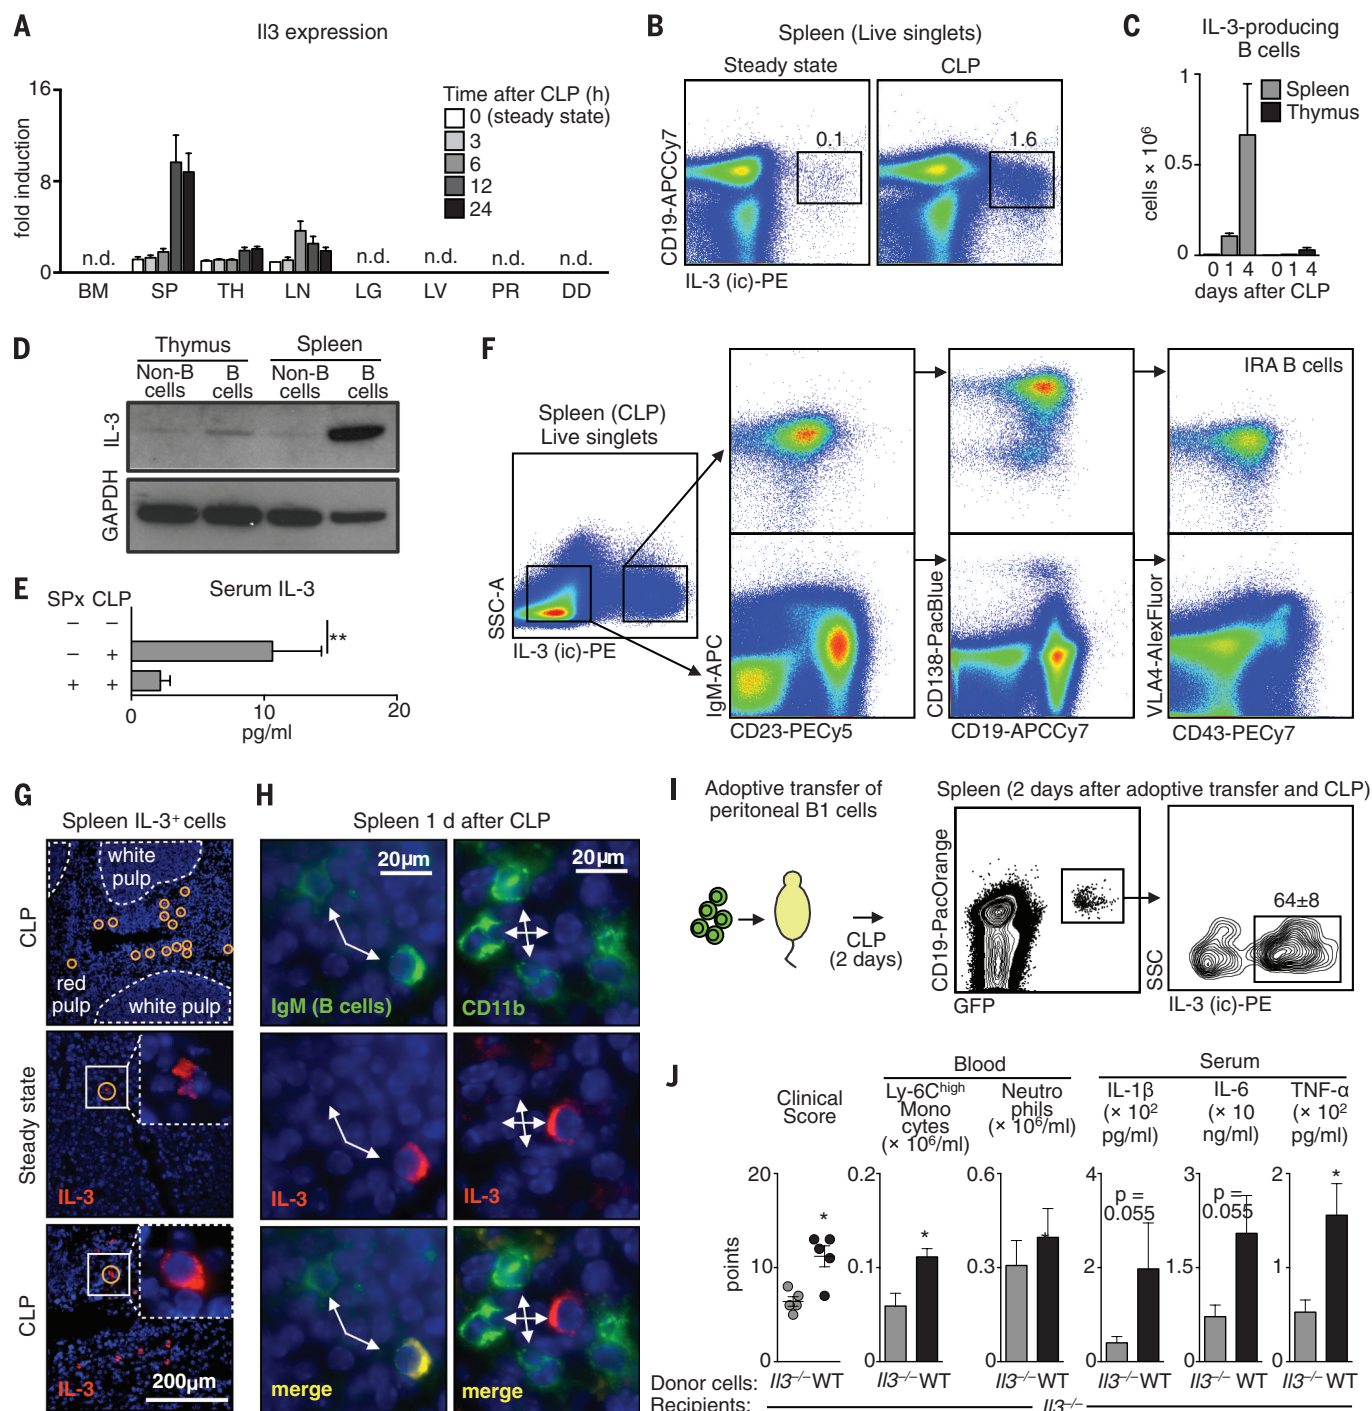 A
Il3 expression
fold induction
16
8
0
Time after CLP (h)
0 (steady state)
3
6
12
24
n.d.
n.d.
n.d.
n.d.
n.d.
BM SP TH LN LG LV PR DD
B
Spleen (Live singlets)
Steady state
CLP
CD19-APCCy7
0.1
1.6
IL-3 (ic)-PE
C
IL-3-producing
B cells
1
0.5
0
cells × 10⁶
Spleen
Thymus
0 1 4 0 1 4
days after CLP
D
Thymus Spleen
Non-B cells
B cells
Non-B cells
B cells
IL-3
GAPDH
E
SPx CLP
Serum IL-3
− −
− +
+ +
**
0 10 20
pg/ml
F
Spleen (CLP)
Live singlets
SSC-A
IL-3 (ic)-PE
IRA B cells
IgM-APC
CD23-PECy5
CD138-PacBlue
CD19-APCCy7
VLA4-AlexFluor
CD43-PECy7
G
Spleen IL-3⁺ cells
CLP
white
pulp
red
pulp
white pulp
Steady state
IL-3
CLP
IL-3
200µm
H
Spleen 1 d after CLP
20µm
20µm
IgM (B cells)
CD11b
IL-3
IL-3
merge
merge
I
Adoptive transfer of
peritoneal B1 cells
CLP
(2 days)
Spleen (2 days after adoptive transfer and CLP)
CD19-PacOrange
GFP
SSC
64±8
IL-3 (ic)-PE
J
Clinical
Score
points
20
10
0
*
Blood
Ly-6Cʰⁱᵍʰ
Mono
cytes
(× 10⁶/ml)
0.2
0.1
0
*
Neutro
phils
(× 10⁶/ml)
0.6
0.3
0
*
Serum
IL-1β
(× 10²
pg/ml)
4
2
0
p =
0.055
IL-6
(× 10
ng/ml)
3
1.5
0
p =
0.055
TNF-α
(× 10²
pg/ml)
2
1
0
*
Donor cells: Il3⁻/⁻ WT Il3⁻/⁻ WT Il3⁻/⁻ WT Il3⁻/⁻ WT Il3⁻/⁻ WT Il3⁻/⁻ WT
Recipients: Il3⁻/⁻